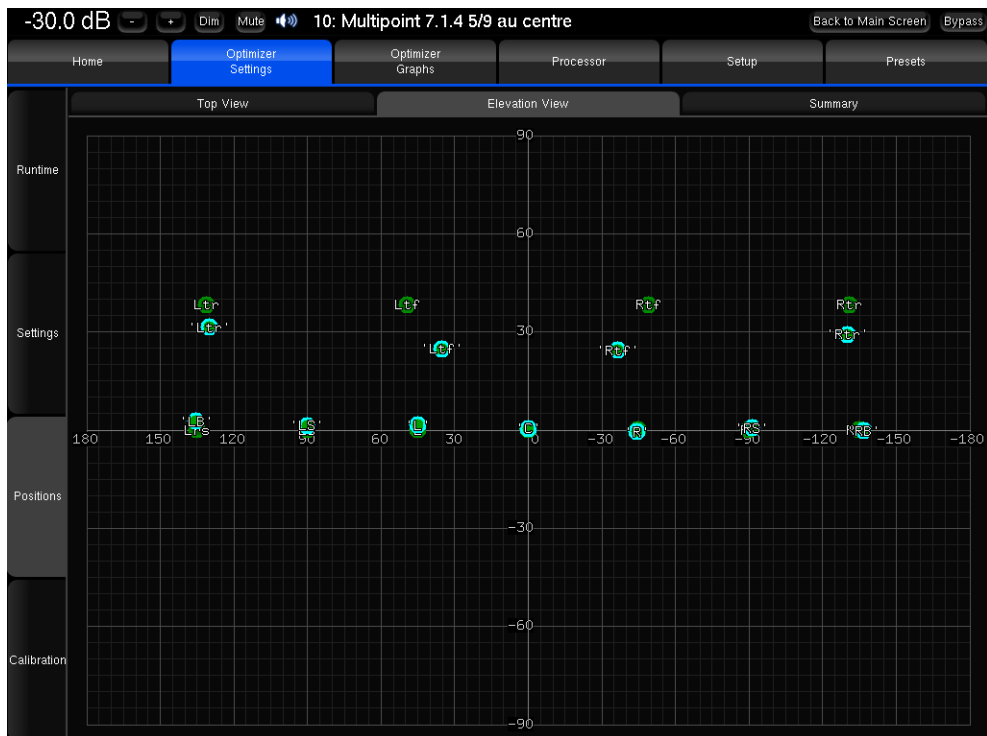 -30.0 dB - + Dim Mute 10: Multipoint 7.1.4 5/9 au centre Back to Main Screen Bypass
Home Optimizer Settings Optimizer Graphs Processor Setup Presets
Top View Elevation View Summary
Runtime
Settings
Positions
Calibration
90
60
Ltr Ltf Rtf Rtr
'Ltr' 30 'Rtr'
'Ltf' 'Rtf'
'LB' 'LS' 'L' 'C' 'R' 'RS' 'RB'
180 150 120 90 60 30 0 -30 -60 -90 -120 -150 -180
-30
-60
-90